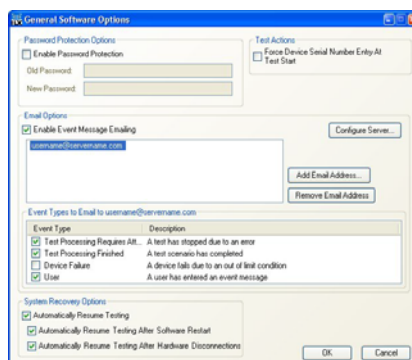 General Software Options
Password Protection Options
Enable Password Protection
Old Password:
New Password:
Test Actions
Force Device Serial Number Entry At
Test Start
Email Options
Enable Event Message Emailing
Configure Server...
username@servername.com
Add Email Address...
Remove Email Address
Event Types to Email to username@servername.com
Event Type Description
Test Processing Requires Att... A test has stopped due to an error
Test Processing Finished A test scenario has completed
Device Failure A device fails due to an out of limit condition
User A user has entered an event message
System Recovery Options
Automatically Resume Testing
Automatically Resume Testing After Software Restart
Automatically Resume Testing After Hardware Disconnections
OK Cancel